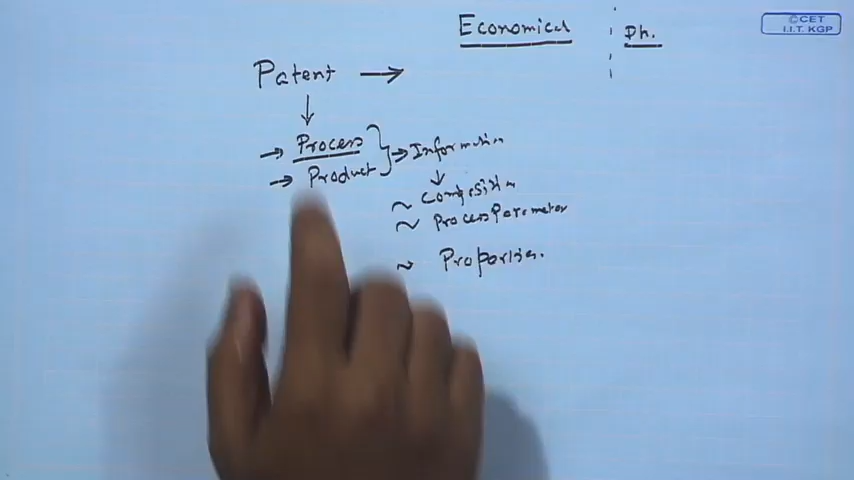 Economical Ph.
©CET
I.I.T. KGP
Patent →
↓
→ Process
→ Product } → Information
↓
~ Composition
~ Process Parameter
~ Properties.